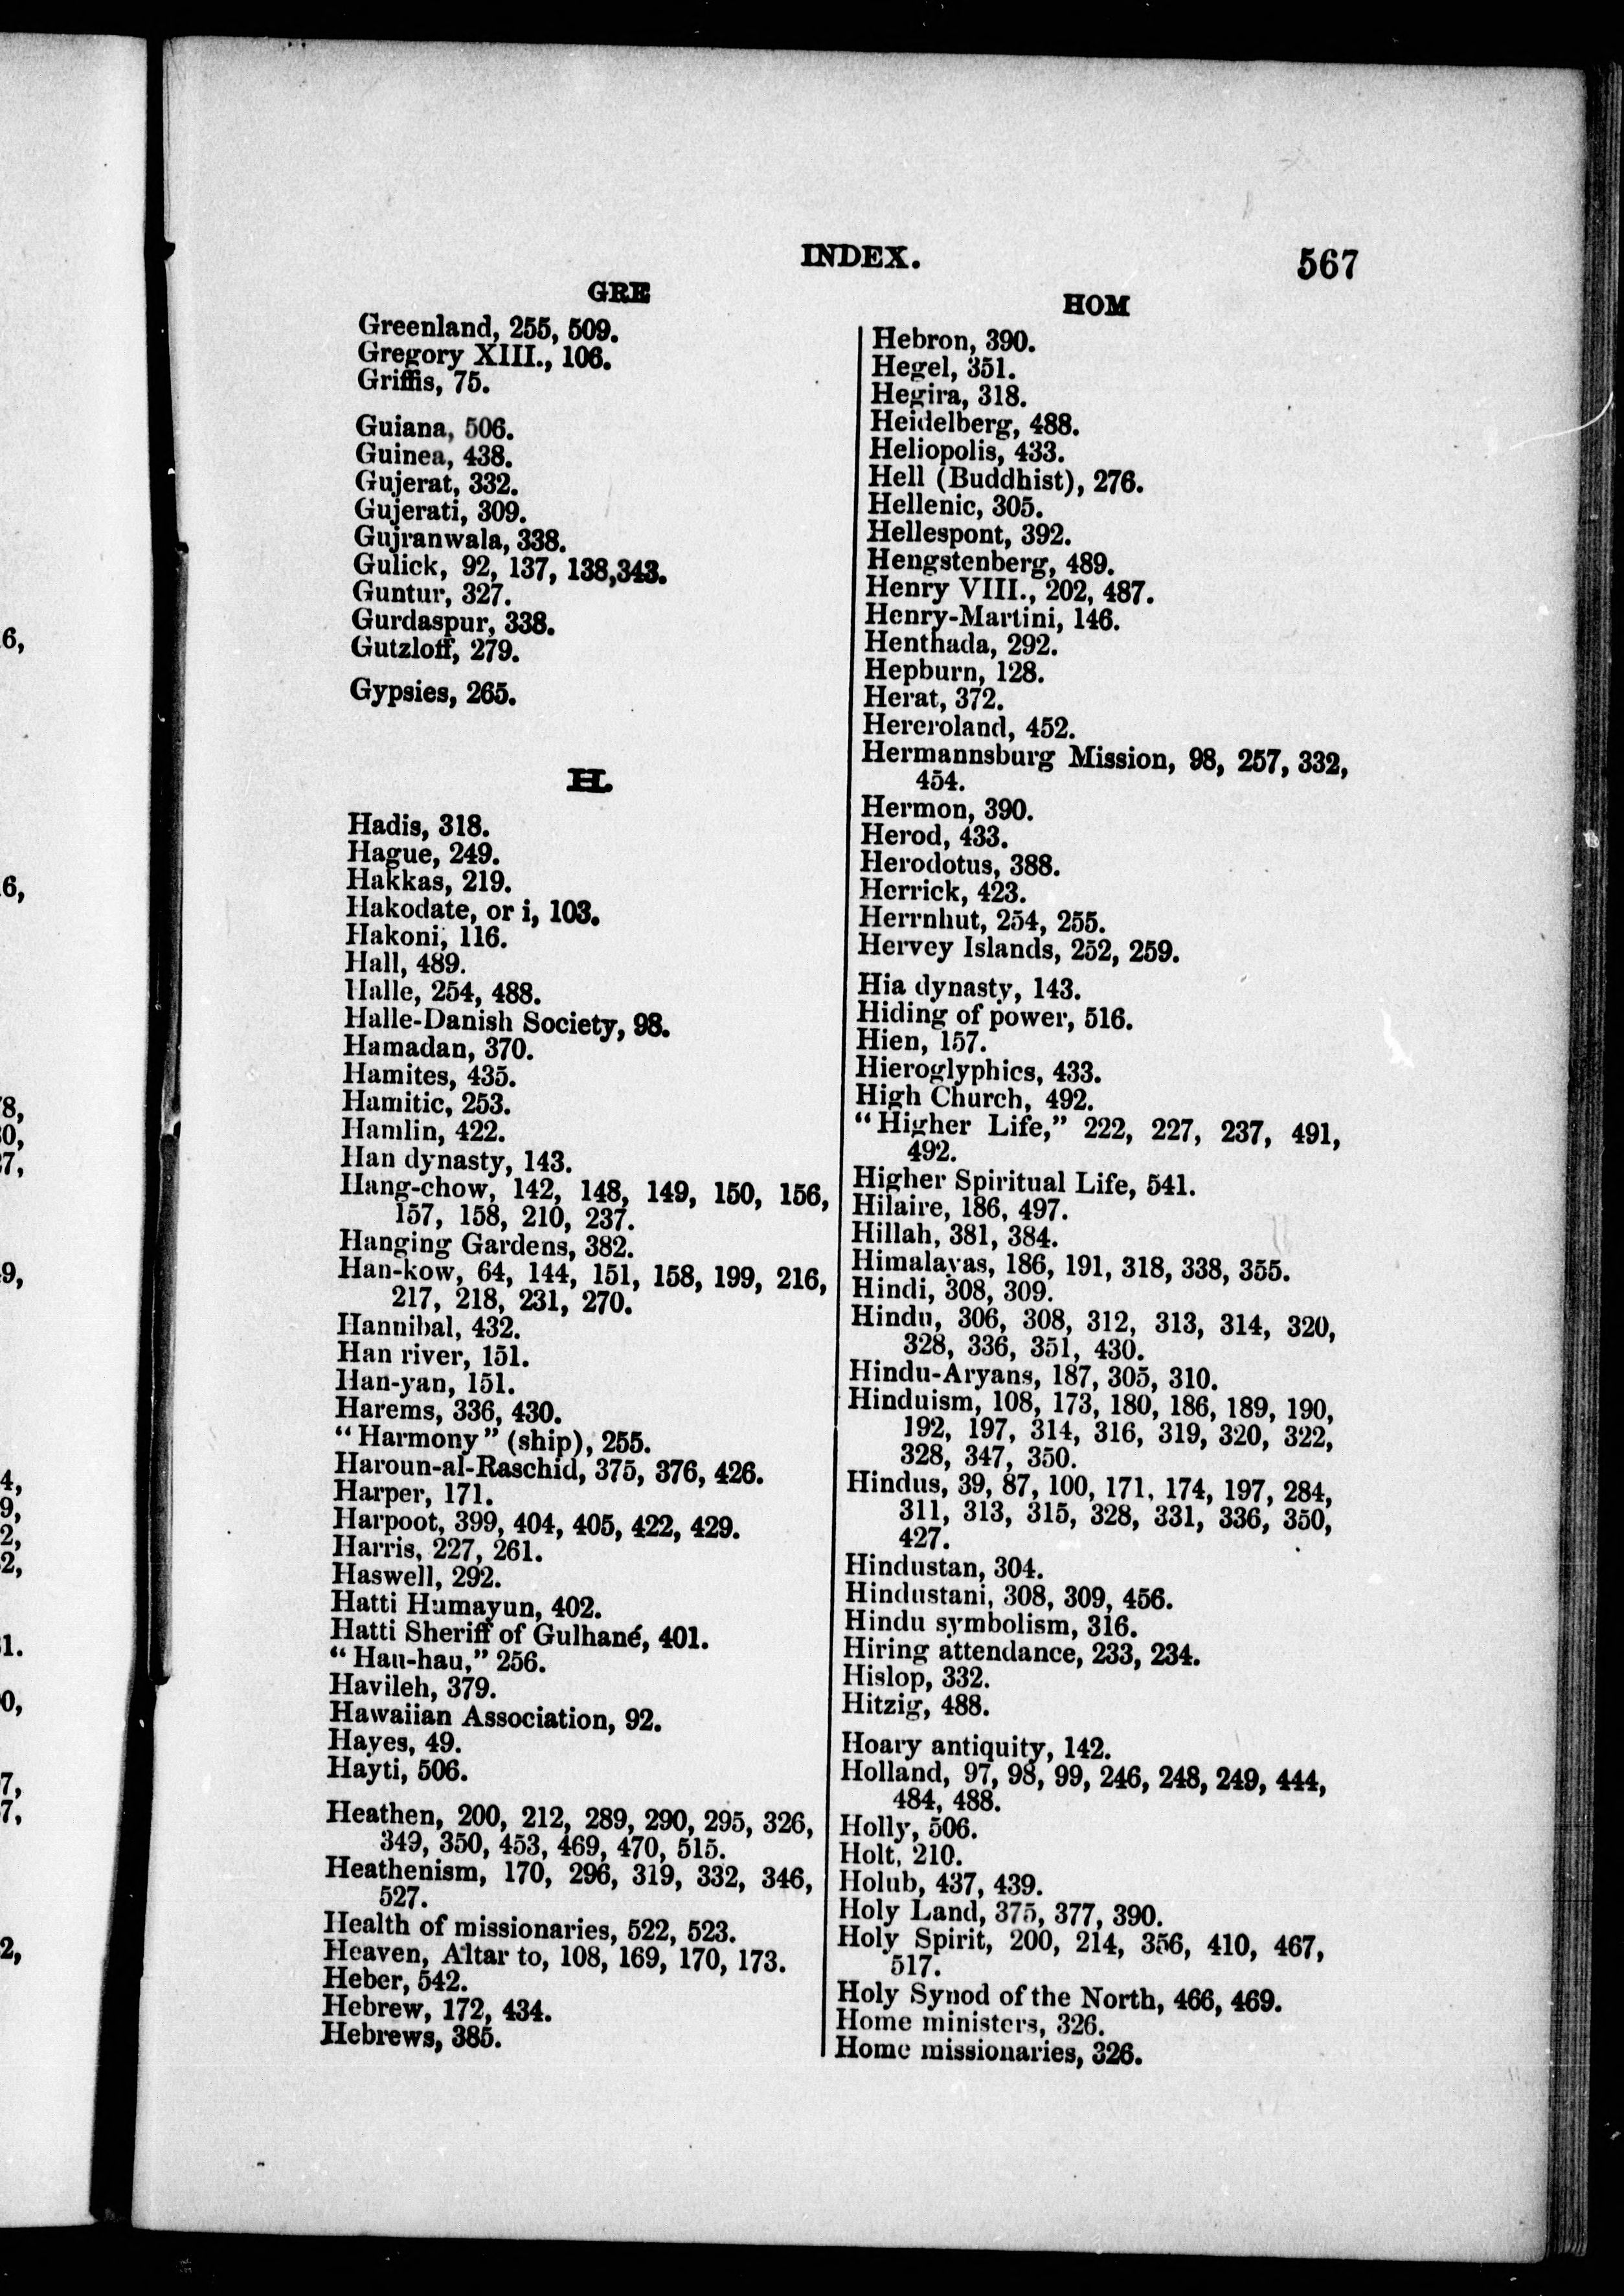 INDEX. 567
GRE
Greenland, 255, 509.
Gregory XIII., 106.
Griffis, 75.
Guiana, 506.
Guinea, 438.
Gujerat, 332.
Gujerati, 309.
Gujranwala, 338.
Gulick, 92, 137, 138,343.
Guntur, 327.
Gurdaspur, 338.
Gutzloff, 279.
Gypsies, 265.
H.
Hadis, 318.
Hague, 249.
Hakkas, 219.
Hakodate, or i, 103.
Hakoni, 116.
Hall, 489.
Halle, 254, 488.
Halle-Danish Society, 98.
Hamadan, 370.
Hamites, 435.
Hamitic, 253.
Hamlin, 422.
Han dynasty, 143.
Hang-chow, 142, 148, 149, 150, 156,
157, 158, 210, 237.
Hanging Gardens, 382.
Han-kow, 64, 144, 151, 158, 199, 216,
217, 218, 231, 270.
Hannibal, 432.
Han river, 151.
Han-yan, 151.
Harems, 336, 430.
"Harmony" (ship), 255.
Haroun-al-Raschid, 375, 376, 426.
Harper, 171.
Harpoot, 399, 404, 405, 422, 429.
Harris, 227, 261.
Haswell, 292.
Hatti Humayun, 402.
Hatti Sheriff of Gulhané, 401.
"Hau-hau," 256.
Havileh, 379.
Hawaiian Association, 92.
Hayes, 49.
Hayti, 506.
Heathen, 200, 212, 289, 290, 295, 326,
349, 350, 453, 469, 470, 515.
Heathenism, 170, 296, 319, 332, 346,
527.
Health of missionaries, 522, 523.
Heaven, Altar to, 108, 169, 170, 173.
Heber, 542.
Hebrew, 172, 434.
Hebrews, 385.
HOM
Hebron, 390.
Hegel, 351.
Hegira, 318.
Heidelberg, 488.
Heliopolis, 433.
Hell (Buddhist), 276.
Hellenic, 305.
Hellespont, 392.
Hengstenberg, 489.
Henry VIII., 202, 487.
Henry-Martini, 146.
Henthada, 292.
Hepburn, 128.
Herat, 372.
Hereroland, 452.
Hermannsburg Mission, 98, 257, 332,
454.
Hermon, 390.
Herod, 433.
Herodotus, 388.
Herrick, 423.
Herrnhut, 254, 255.
Hervey Islands, 252, 259.
Hia dynasty, 143.
Hiding of power, 516.
Hien, 157.
Hieroglyphics, 433.
High Church, 492.
"Higher Life," 222, 227, 237, 491,
492.
Higher Spiritual Life, 541.
Hilaire, 186, 497.
Hillah, 381, 384.
Himalayas, 186, 191, 318, 338, 355.
Hindi, 308, 309.
Hindu, 306, 308, 312, 313, 314, 320,
328, 336, 351, 430.
Hindu-Aryans, 187, 305, 310.
Hinduism, 108, 173, 180, 186, 189, 190,
192, 197, 314, 316, 319, 320, 322,
328, 347, 350.
Hindus, 39, 87, 100, 171, 174, 197, 284,
311, 313, 315, 328, 331, 336, 350,
427.
Hindustan, 304.
Hindustani, 308, 309, 456.
Hindu symbolism, 316.
Hiring attendance, 233, 234.
Hislop, 332.
Hitzig, 488.
Hoary antiquity, 142.
Holland, 97, 98, 99, 246, 248, 249, 444,
484, 488.
Holly, 506.
Holt, 210.
Holub, 437, 439.
Holy Land, 375, 377, 390.
Holy Spirit, 200, 214, 356, 410, 467,
517.
Holy Synod of the North, 466, 469.
Home ministers, 326.
Home missionaries, 326.